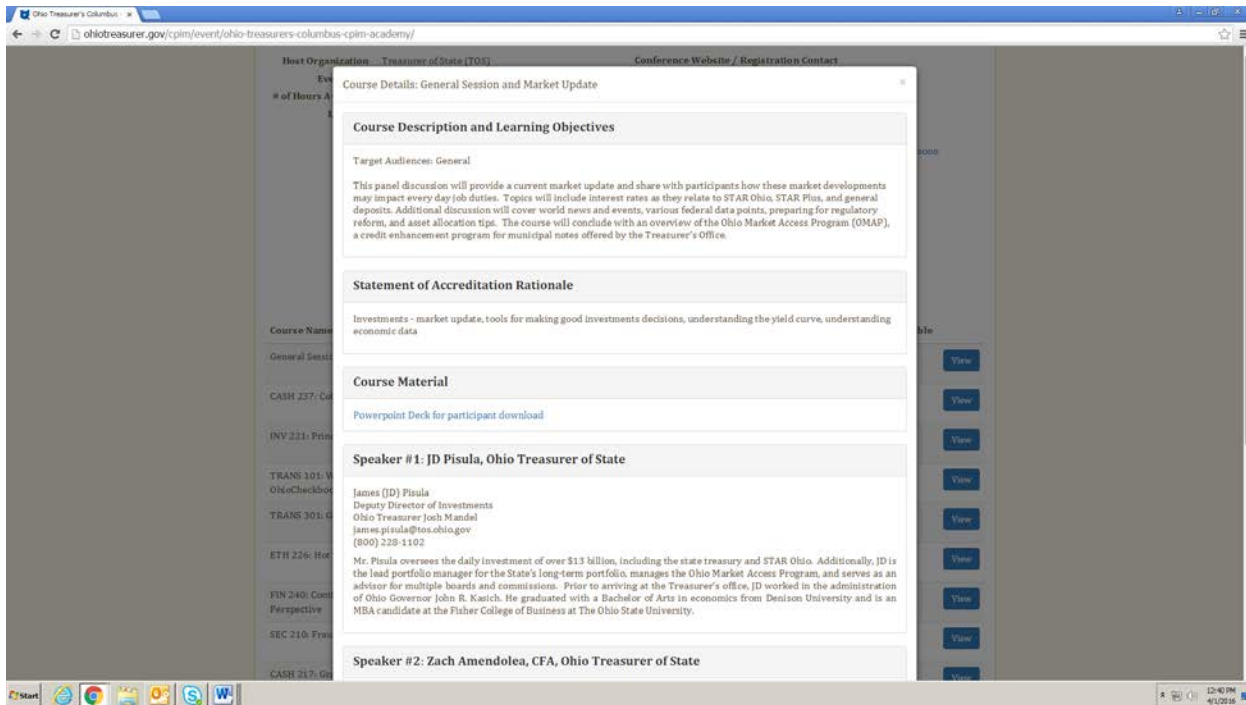 Ohio Treasurer's Columbus
ohiotreasurer.gov/cpim/event/ohio-treasurers-columbus-cpim-academy/
Host Organization Treasurer of State (TOS) Conference Website / Registration Contact
# of Hours A
Course Details: General Session and Market Update
×
Course Description and Learning Objectives
Target Audiences: General
This panel discussion will provide a current market update and share with participants how these market developments
may impact every day job duties. Topics will include interest rates as they relate to STAR Ohio, STAR Plus, and general
deposits. Additional discussion will cover world news and events, various federal data points, preparing for regulatory
reform, and asset allocation tips. The course will conclude with an overview of the Ohio Market Access Program (OMAP),
a credit enhancement program for municipal notes offered by the Treasurer's Office.
Statement of Accreditation Rationale
Investments - market update, tools for making good investments decisions, understanding the yield curve, understanding
economic data
Course Material
Powerpoint Deck for participant download
Speaker #1: JD Pisula, Ohio Treasurer of State
James (JD) Pisula
Deputy Director of Investments
Ohio Treasurer Josh Mandel
james.pisula@tos.ohio.gov
(800) 228-1102
Mr. Pisula oversees the daily investment of over $13 billion, including the state treasury and STAR Ohio. Additionally, JD is
the lead portfolio manager for the State's long-term portfolio, manages the Ohio Market Access Program, and serves as an
advisor for multiple boards and commissions. Prior to arriving at the Treasurer's office, JD worked in the administration
of Ohio Governor John R. Kasich. He graduated with a Bachelor of Arts in economics from Denison University and is an
MBA candidate at the Fisher College of Business at The Ohio State University.
Speaker #2: Zach Amendolea, CFA, Ohio Treasurer of State
Course Name
General Sessi
View
CASH 237: Col
View
INV 221: Prin
View
TRANS 101: W
OhioCheckboo
View
TRANS 301: G
View
ETH 226: Hot
View
FIN 240: Cont
Perspective
View
SEC 210: Frau
View
CASH 217:
View
Start
12:40 PM
4/1/2016